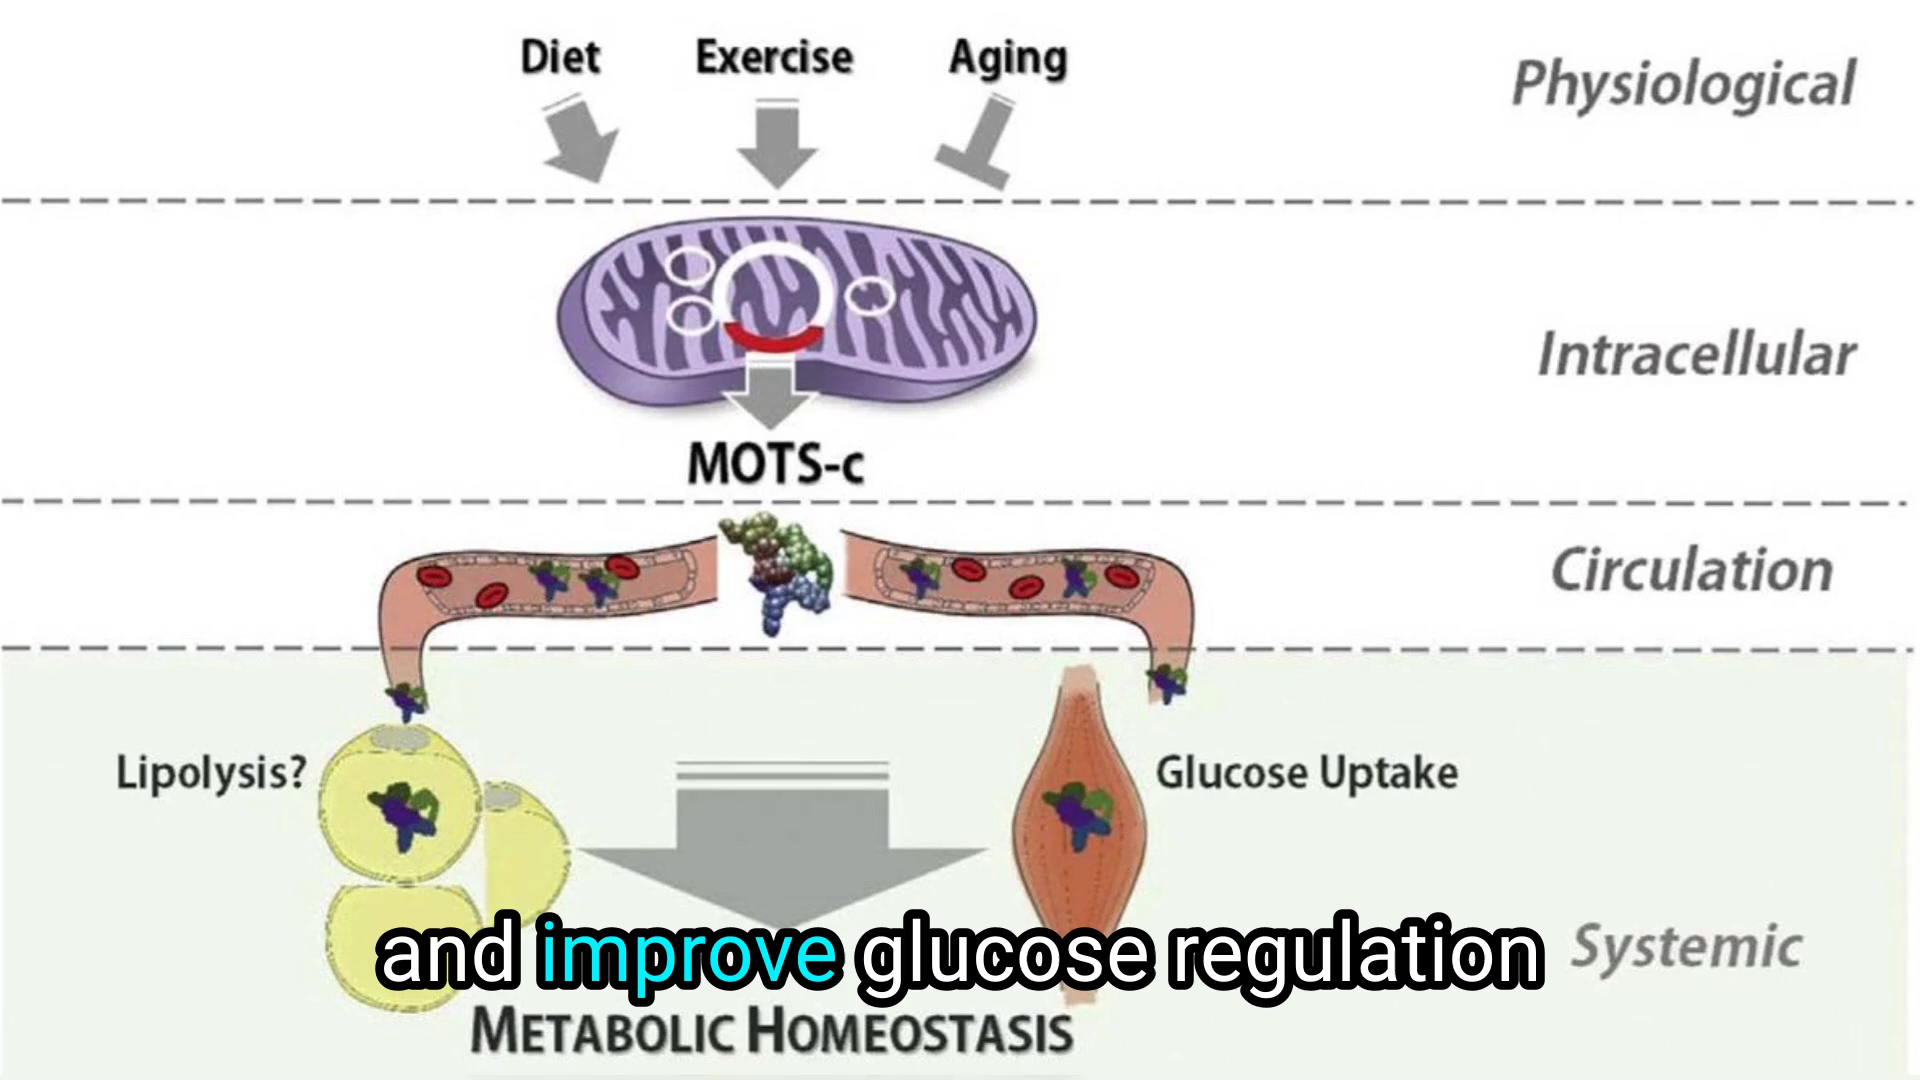 Diet Exercise Aging
Physiological
Intracellular
MOTS-c
Circulation
Lipolysis?
Glucose Uptake
and improve glucose regulation
Systemic
METABOLIC HOMEOSTASIS